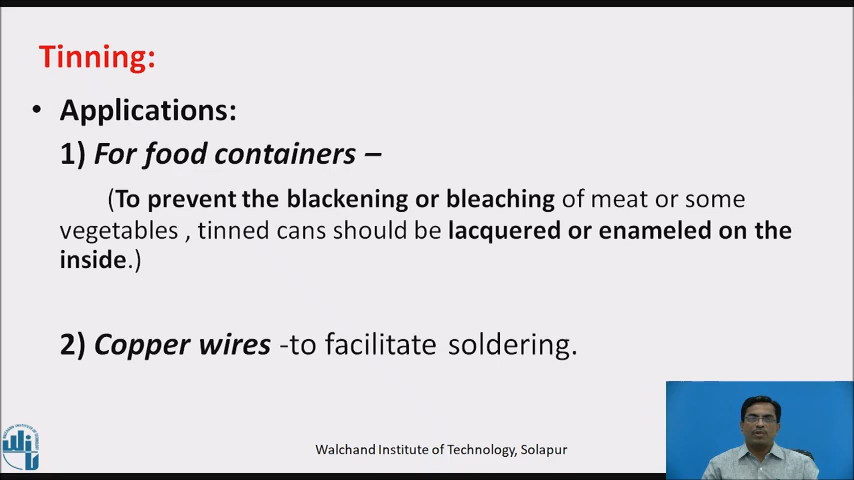 Tinning:
• Applications:
1) For food containers –
(To prevent the blackening or bleaching of meat or some
vegetables , tinned cans should be lacquered or enameled on the
inside.)
2) Copper wires -to facilitate soldering.
Walchand Institute of Technology, Solapur